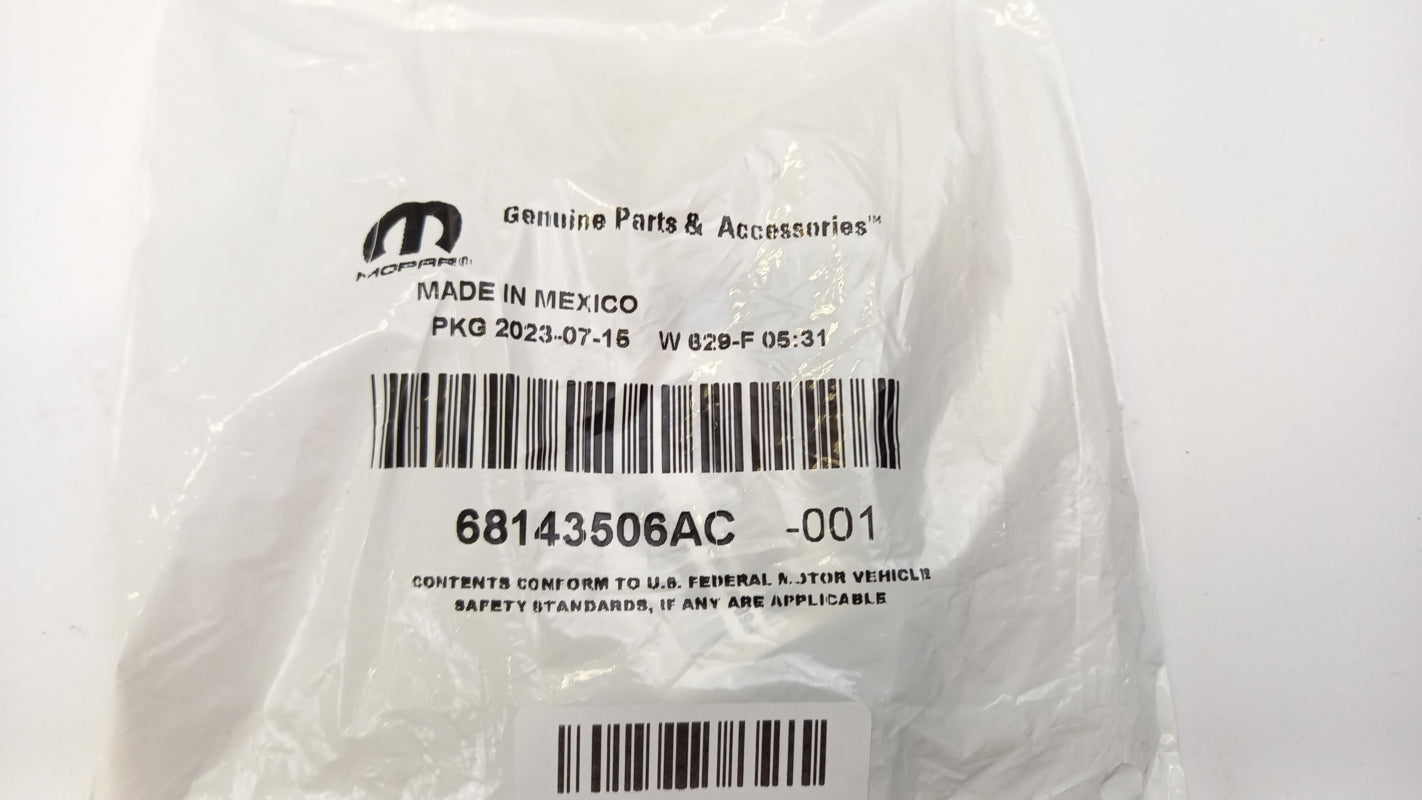 Genuine Parts & Accessories™
MOPAR®
MADE IN MEXICO
PKG 2023-07-15 W 629-F 05:31
68143506AC -001
CONTENTS CONFORM TO U.S. FEDERAL MOTOR VEHICLE
SAFETY STANDARDS, IF ANY ARE APPLICABLE